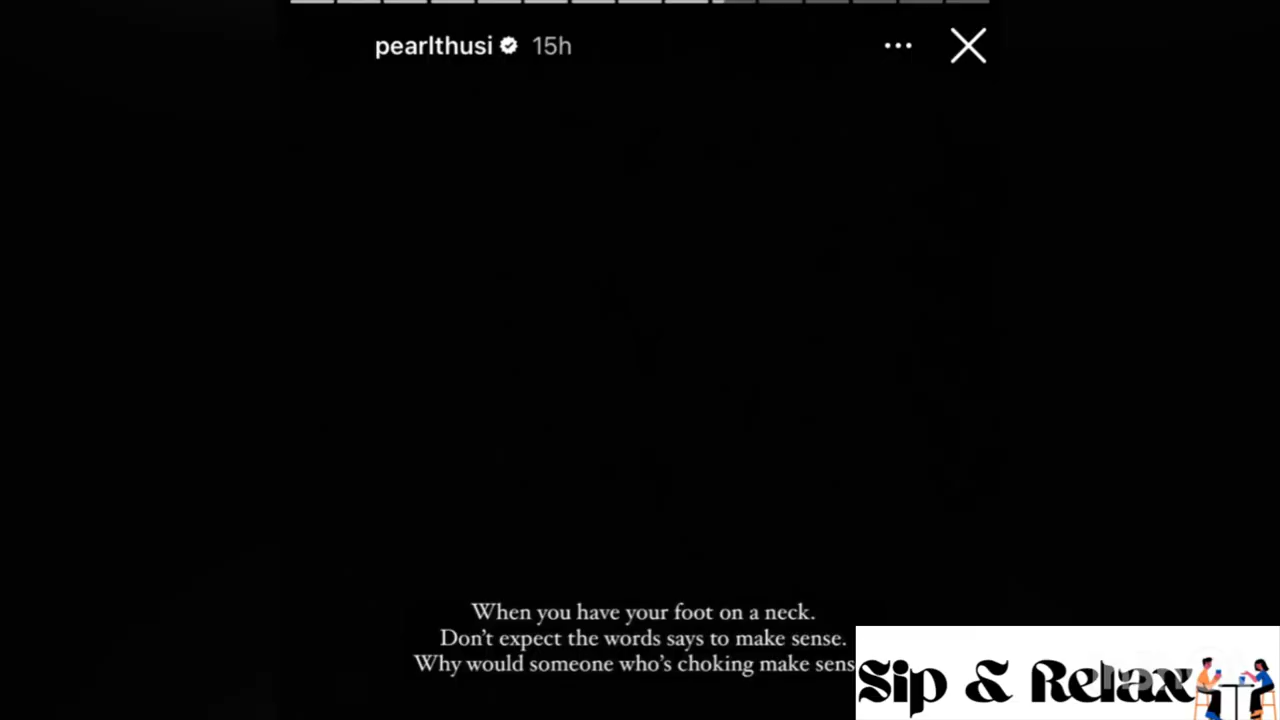 pearlthusi 15h
When you have your foot on a neck.
Don't expect the words says to make sense.
Why would someone who's choking make sens
Sip & Relax